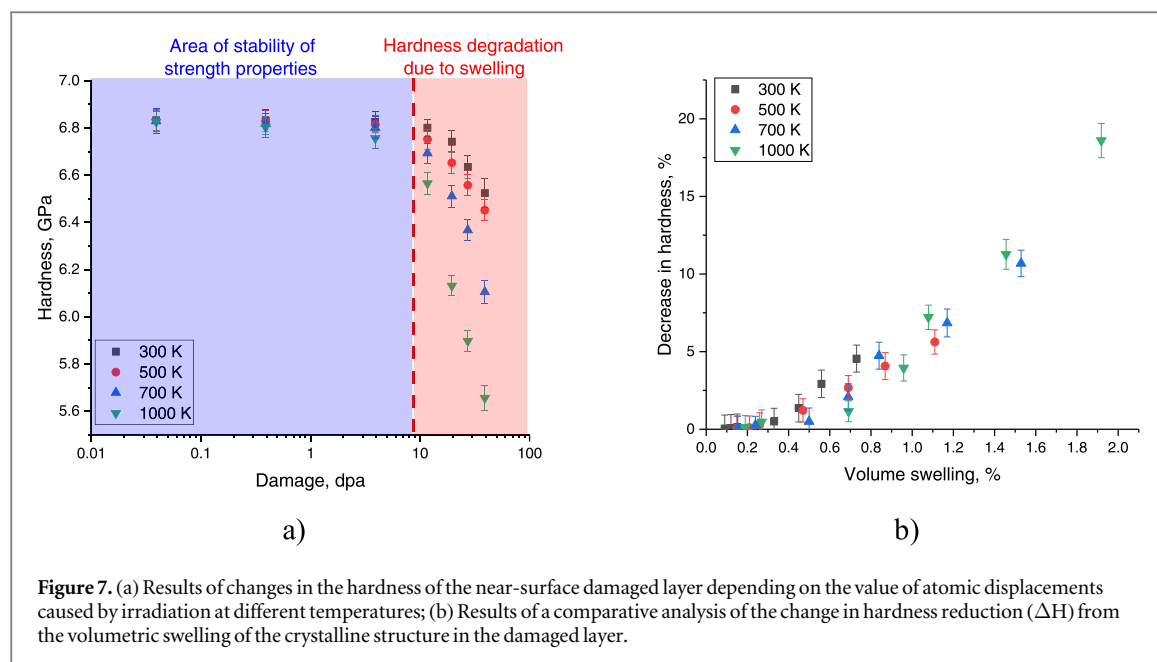 Area of stability of
strength properties
Hardness degradation
due to swelling
7.0
6.8
6.6
6.4
6.2
6.0
5.8
5.6
Hardness, GPa
300 K
500 K
700 K
1000 K
0.01
0.1
1
10
100
Damage, dpa
a)
300 K
500 K
700 K
1000 K
20
15
10
5
0
Decrease in hardness, %
0.0
0.2
0.4
0.6
0.8
1.0
1.2
1.4
1.6
1.8
2.0
Volume swelling, %
b)
Figure 7. (a) Results of changes in the hardness of the near-surface damaged layer depending on the value of atomic displacements
caused by irradiation at different temperatures; (b) Results of a comparative analysis of the change in hardness reduction (ΔH) from
the volumetric swelling of the crystalline structure in the damaged layer.